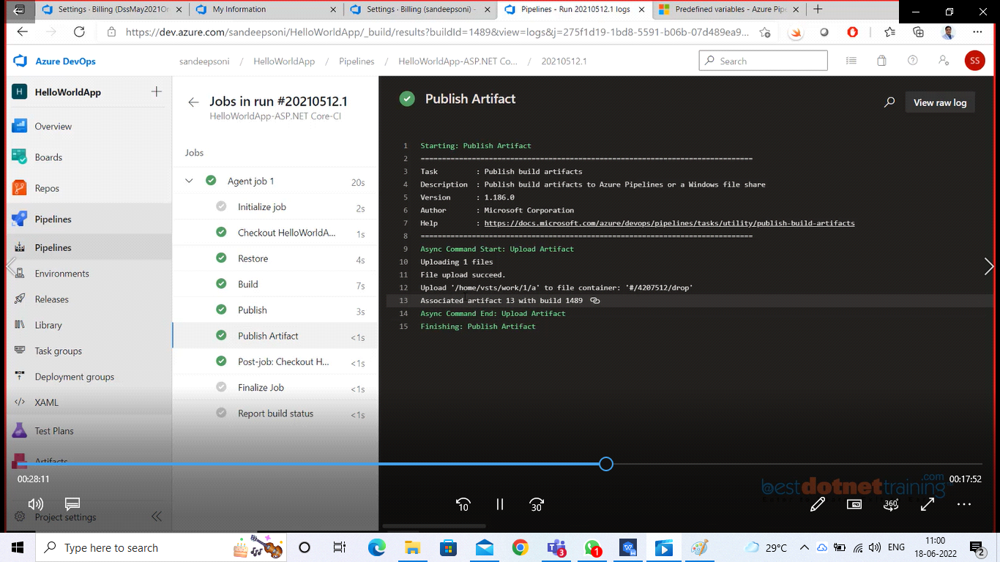 Settings - Billing (DssMay2021Or
My Information
Settings - Billing (sandeepsoni) -
Pipelines - Run 20210512.1 logs
Predefined variables - Azure Pip
https://dev.azure.com/sandeepsoni/HelloWorldApp/_build/results?buildId=1489&view=logs&j=275f1d19-1bd8-5591-b06b-07d489ea9...
Azure DevOps
sandeepsoni / HelloWorldApp / Pipelines / HelloWorldApp-ASP.NET Co... / 20210512.1
Search
SS
H HelloWorldApp
Overview
Boards
Repos
Pipelines
Pipelines
Environments
Releases
Library
Task groups
Deployment groups
XAML
Test Plans
Artifacts
Project settings
Jobs in run #20210512.1
HelloWorldApp-ASP.NET Core-CI
Jobs
Agent job 1 20s
Initialize job 2s
Checkout HelloWorldA... 1s
Restore 4s
Build 7s
Publish 3s
Publish Artifact <1s
Post-job: Checkout H... <1s
Finalize Job <1s
Report build status <1s
Publish Artifact
View raw log
1 Starting: Publish Artifact
2 ==============================================================================
3 Task : Publish build artifacts
4 Description : Publish build artifacts to Azure Pipelines or a Windows file share
5 Version : 1.186.0
6 Author : Microsoft Corporation
7 Help : https://docs.microsoft.com/azure/devops/pipelines/tasks/utility/publish-build-artifacts
8 ==============================================================================
9 Async Command Start: Upload Artifact
10 Uploading 1 files
11 File upload succeed.
12 Upload '/home/vsts/work/1/a' to file container: '#/4207512/drop'
13 Associated artifact 13 with build 1489
14 Async Command End: Upload Artifact
15 Finishing: Publish Artifact
00:28:11
00:17:52
bestdotnettraining.com
10
30
360
Type here to search
3
1
W
29°C
ENG
11:00
18-06-2022
2